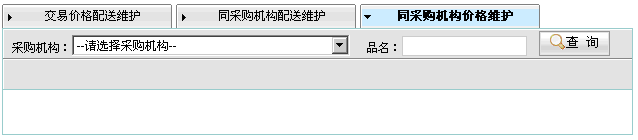 交易价格配送维护 同采购机构配送维护 同采购机构价格维护
采购机构： --请选择采购机构-- 品名： 查 询